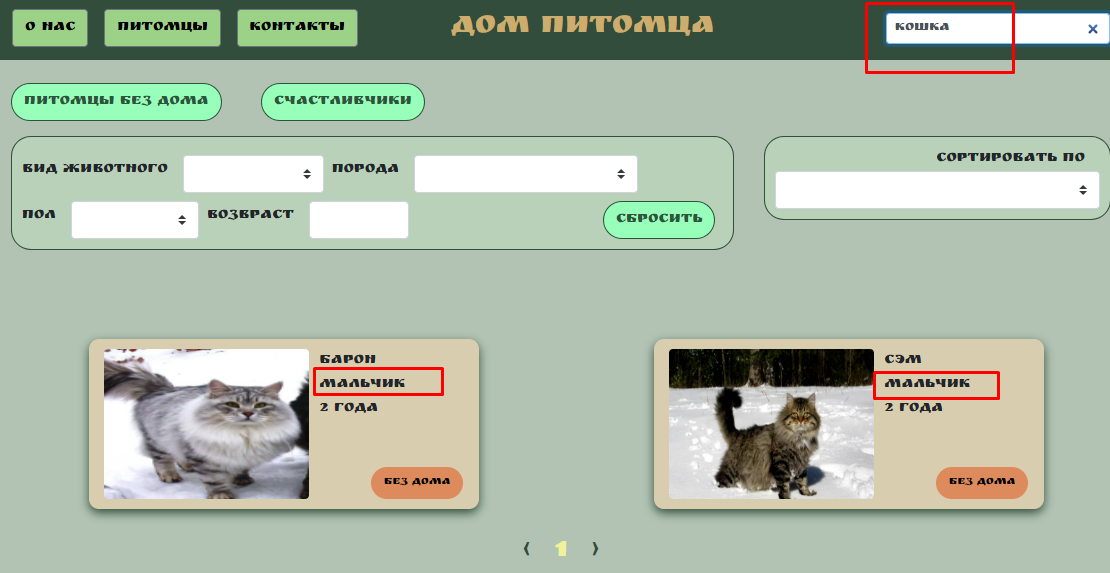 О НАС ПИТОМЦЫ КОНТАКТЫ ДОМ ПИТОМЦА КОШКА
ПИТОМЦЫ БЕЗ ДОМА СЧАСТЛИВЧИКИ
ВИД ЖИВОТНОГО ПОРОДА
ПОЛ ВОЗВРАСТ СБРОСИТЬ
СОРТИРОВАТЬ ПО
БАРОН
МАЛЬЧИК
2 ГОДА
БЕЗ ДОМА
СЭМ
МАЛЬЧИК
2 ГОДА
БЕЗ ДОМА
1